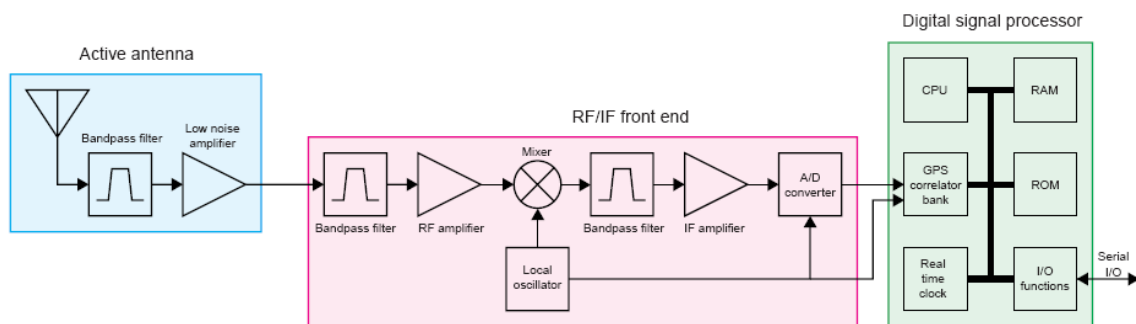 Digital signal processor
Active antenna
RF/IF front end
Bandpass filter
Low noise
amplifier
Mixer
Bandpass filter
RF amplifier
Bandpass filter
IF amplifier
A/D
converter
Local
oscillator
CPU
RAM
GPS
correlator
bank
ROM
Real
time
clock
I/O
functions
Serial
I/O